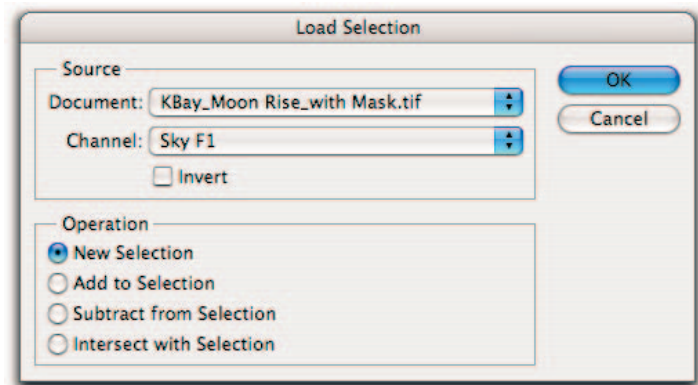 Load Selection
Source
Document: KBay_Moon Rise_with Mask.tif
Channel: Sky F1
Invert
OK
Cancel
Operation
New Selection
Add to Selection
Subtract from Selection
Intersect with Selection